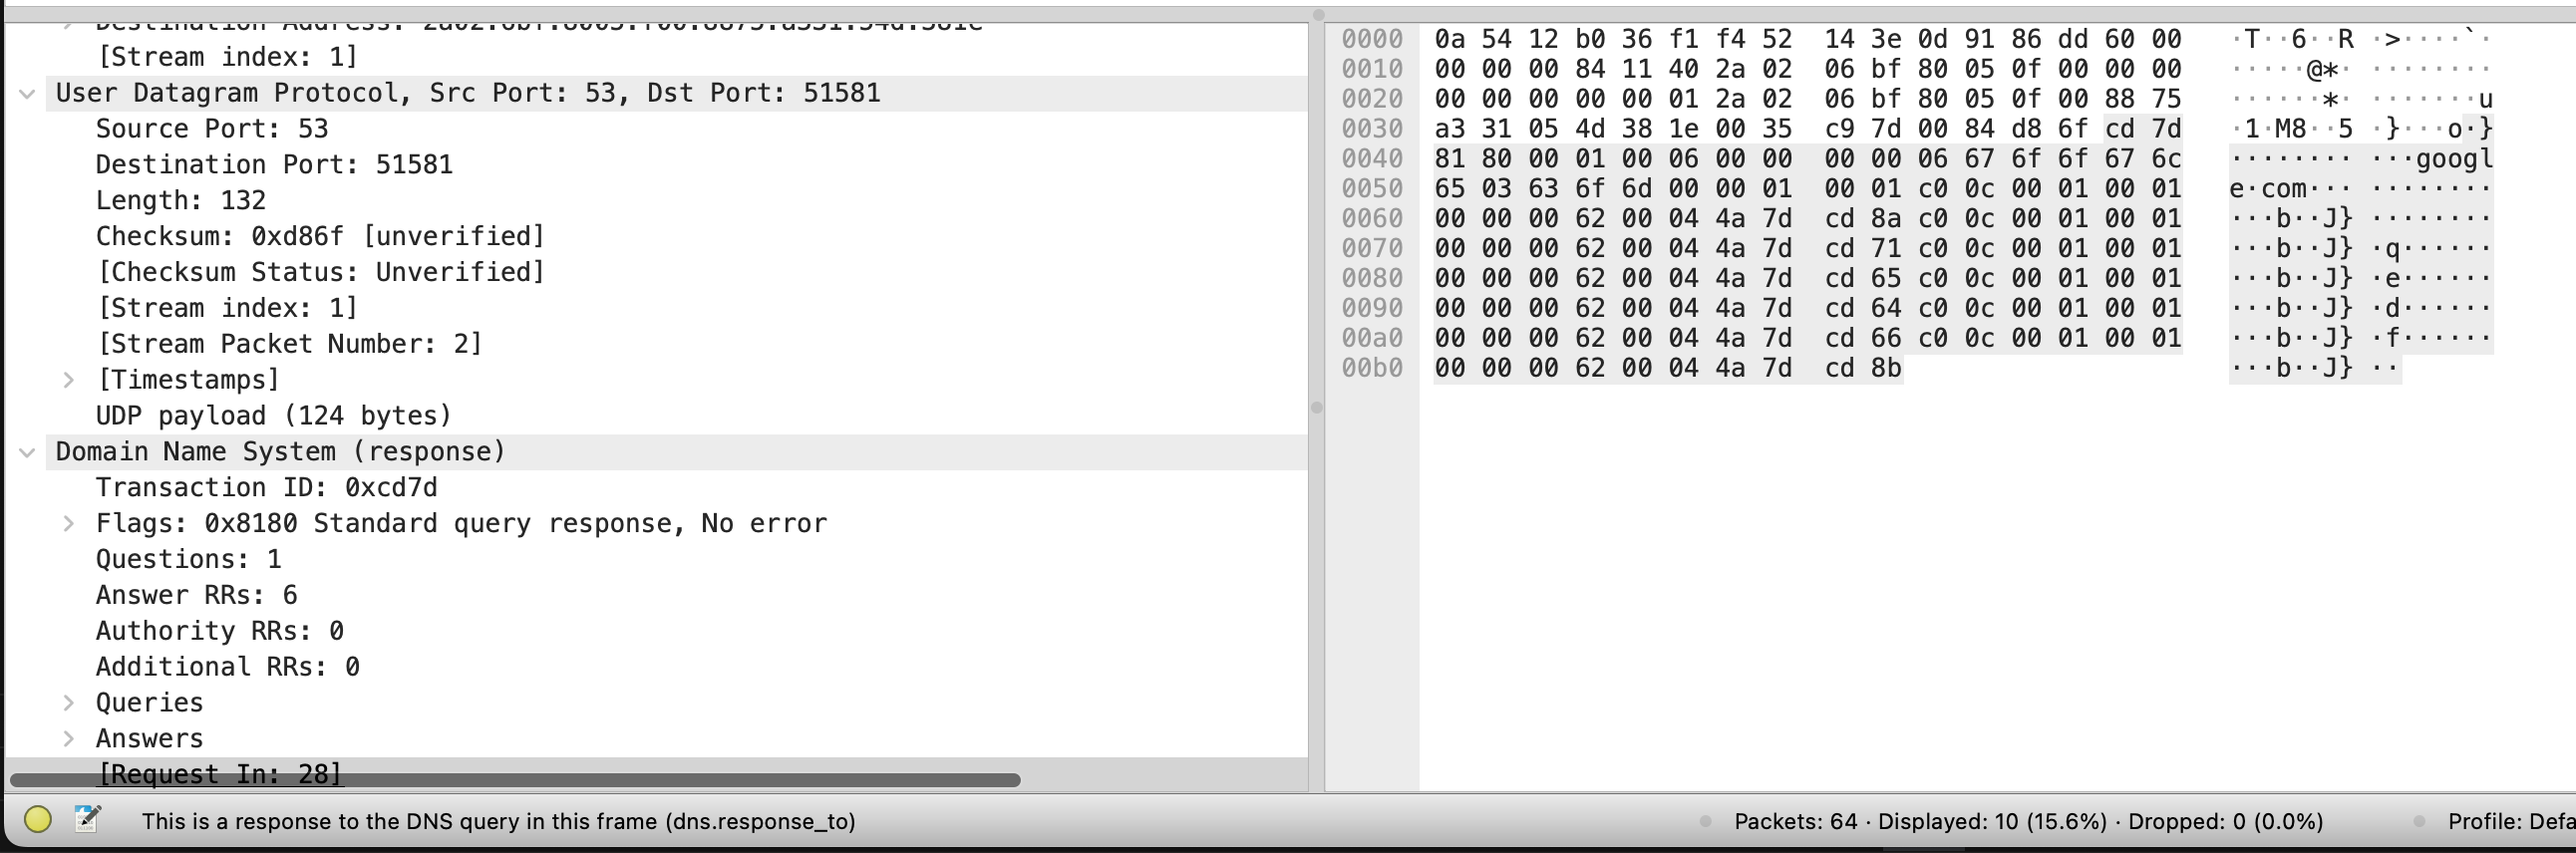 [Stream index: 1]
User Datagram Protocol, Src Port: 53, Dst Port: 51581
Source Port: 53
Destination Port: 51581
Length: 132
Checksum: 0xd86f [unverified]
[Checksum Status: Unverified]
[Stream index: 1]
[Stream Packet Number: 2]
[Timestamps]
UDP payload (124 bytes)
Domain Name System (response)
Transaction ID: 0xcd7d
Flags: 0x8180 Standard query response, No error
Questions: 1
Answer RRs: 6
Authority RRs: 0
Additional RRs: 0
Queries
Answers
[Request In: 28]
0000 0a 54 12 b0 36 f1 f4 52 14 3e 0d 91 86 dd 60 00 ·T··6··R ·>····`·
0010 00 00 00 84 11 40 2a 02 06 bf 80 05 0f 00 00 00 ·····@*· ········
0020 00 00 00 00 00 01 2a 02 06 bf 80 05 0f 00 88 75 ······*· ·······u
0030 a3 31 05 4d 38 1e 00 35 c9 7d 00 84 d8 6f cd 7d ·1·M8··5 ·}···o·}
0040 81 80 00 01 00 06 00 00 00 00 06 67 6f 6f 67 6c ········ ···googl
0050 65 03 63 6f 6d 00 00 01 00 01 c0 0c 00 01 00 01 e·com··· ········
0060 00 00 00 62 00 04 4a 7d cd 8a c0 0c 00 01 00 01 ···b··J} ········
0070 00 00 00 62 00 04 4a 7d cd 71 c0 0c 00 01 00 01 ···b··J} ·q······
0080 00 00 00 62 00 04 4a 7d cd 65 c0 0c 00 01 00 01 ···b··J} ·e······
0090 00 00 00 62 00 04 4a 7d cd 64 c0 0c 00 01 00 01 ···b··J} ·d······
00a0 00 00 00 62 00 04 4a 7d cd 66 c0 0c 00 01 00 01 ···b··J} ·f······
00b0 00 00 00 62 00 04 4a 7d cd 8b ···b··J} ··
This is a response to the DNS query in this frame (dns.response_to)
Packets: 64 · Displayed: 10 (15.6%) · Dropped: 0 (0.0%)
Profile: Defa